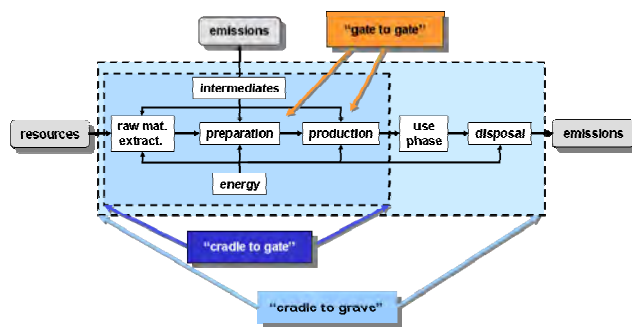 emissions
"gate to gate"
intermediates
resources
raw mat.
extract.
preparation
production
use
phase
disposal
emissions
energy
"cradle to gate"
"cradle to grave"